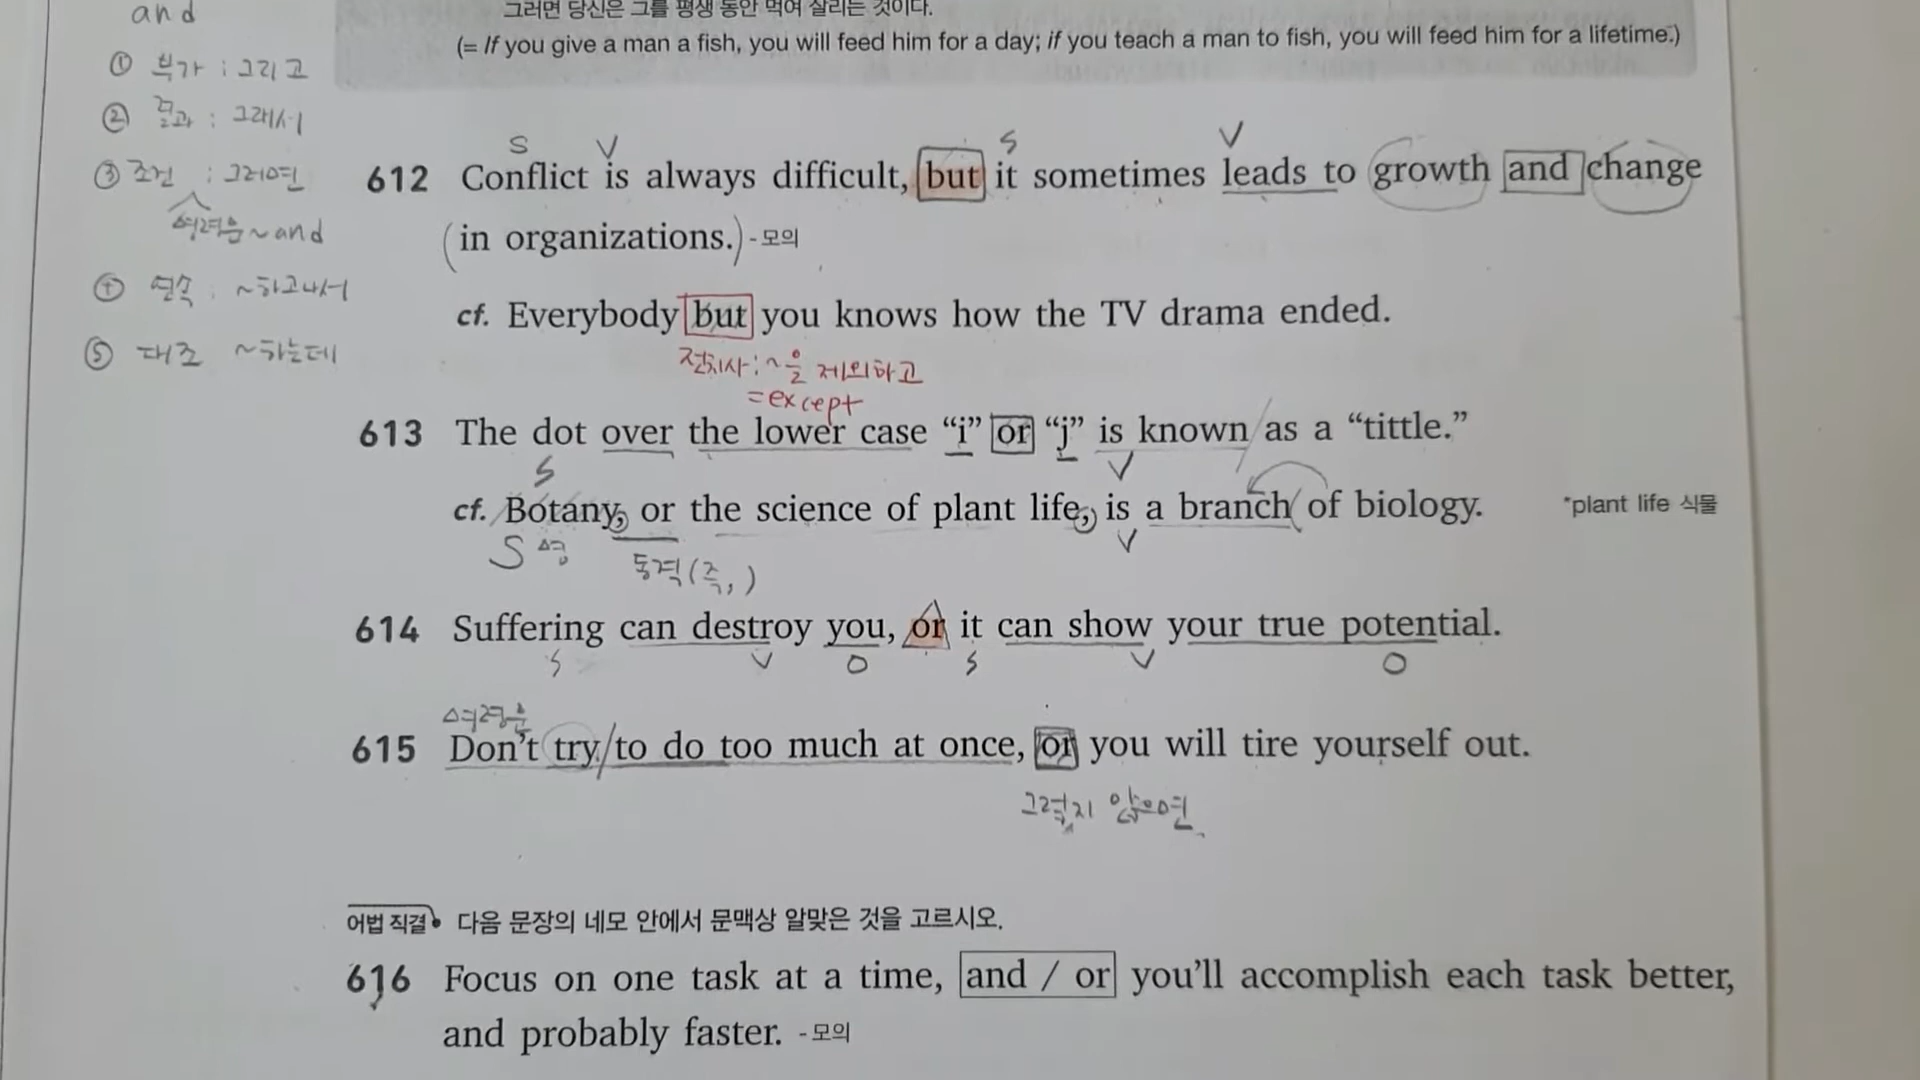 그러면 당신은 그를 평생 동안 먹여 살리는 것이다.
(= If you give a man a fish, you will feed him for a day; if you teach a man to fish, you will feed him for a lifetime.)
and
① 부가 : 그리고
② 결과 : 그래서
③ 조건 : 그러면
명령문 ~ and
④ 연속 : ~하고나서
⑤ 대조 ~하는데
S V S V
612 Conflict is always difficult, but it sometimes leads to growth and change
(in organizations.) - 모의
cf. Everybody but you knows how the TV drama ended.
전치사 : ~을 제외하고
= except
613 The dot over the lower case “i” or “j” is known as a “tittle.”
S V
cf. Botany, or the science of plant life, is a branch of biology. *plant life 식물
S V
동격 (즉, )
614 Suffering can destroy you, or it can show your true potential.
S V O S V O
명령문
615 Don’t try to do too much at once, or you will tire yourself out.
그렇지 않으면
어법 직결 다음 문장의 네모 안에서 문맥상 알맞은 것을 고르시오.
616 Focus on one task at a time, and / or you’ll accomplish each task better,
and probably faster. - 모의